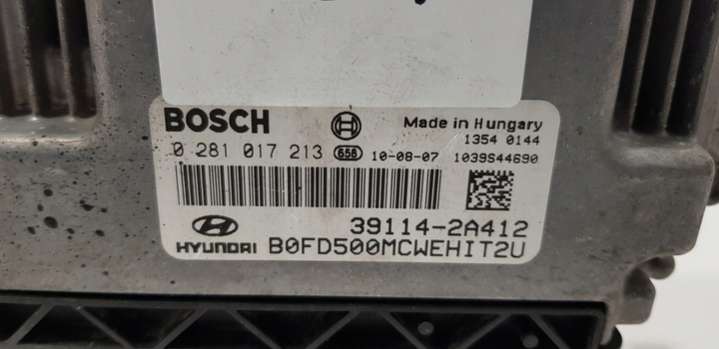 BOSCH
Made in Hungary
1354 0144
0 281 017 213 656 10-08-07 1039S44690
39114-2A412
HYUNDAI B0FD500MCWEHIT2U